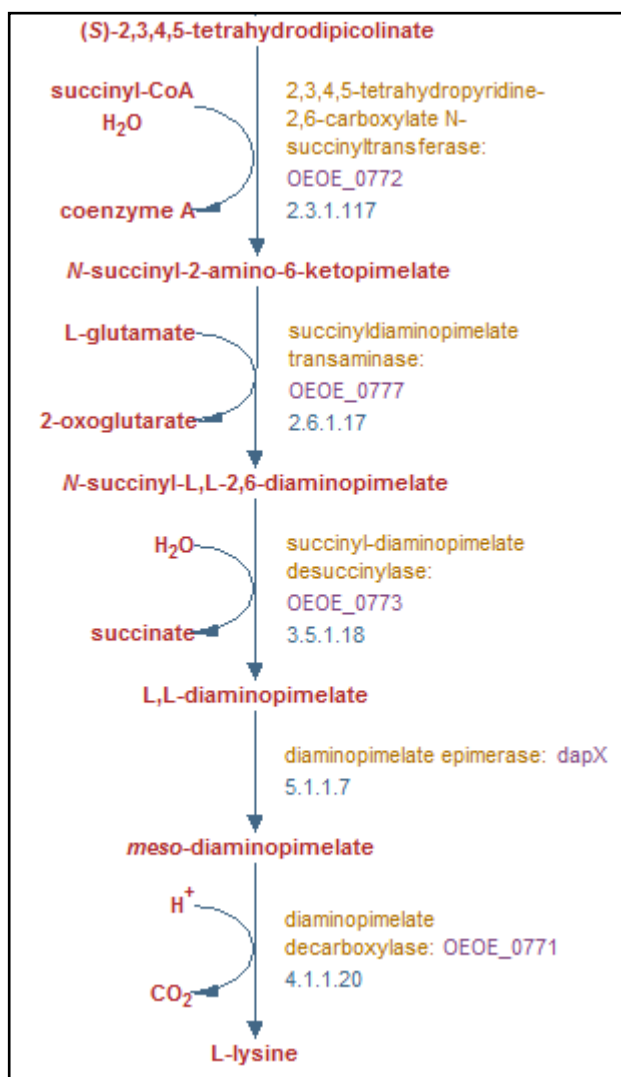 (S)-2,3,4,5-tetrahydrodipicolinate
succinyl-CoA
H₂O
coenzyme A
2,3,4,5-tetrahydropyridine-
2,6-carboxylate N-
succinyltransferase:
OEOE_0772
2.3.1.117
N-succinyl-2-amino-6-ketopimelate
L-glutamate
2-oxoglutarate
succinyldiaminopimelate
transaminase:
OEOE_0777
2.6.1.17
N-succinyl-L,L-2,6-diaminopimelate
H₂O
succinate
succinyl-diaminopimelate
desuccinylase:
OEOE_0773
3.5.1.18
L,L-diaminopimelate
diaminopimelate epimerase: dapX
5.1.1.7
meso-diaminopimelate
H⁺
CO₂
diaminopimelate
decarboxylase: OEOE_0771
4.1.1.20
L-lysine